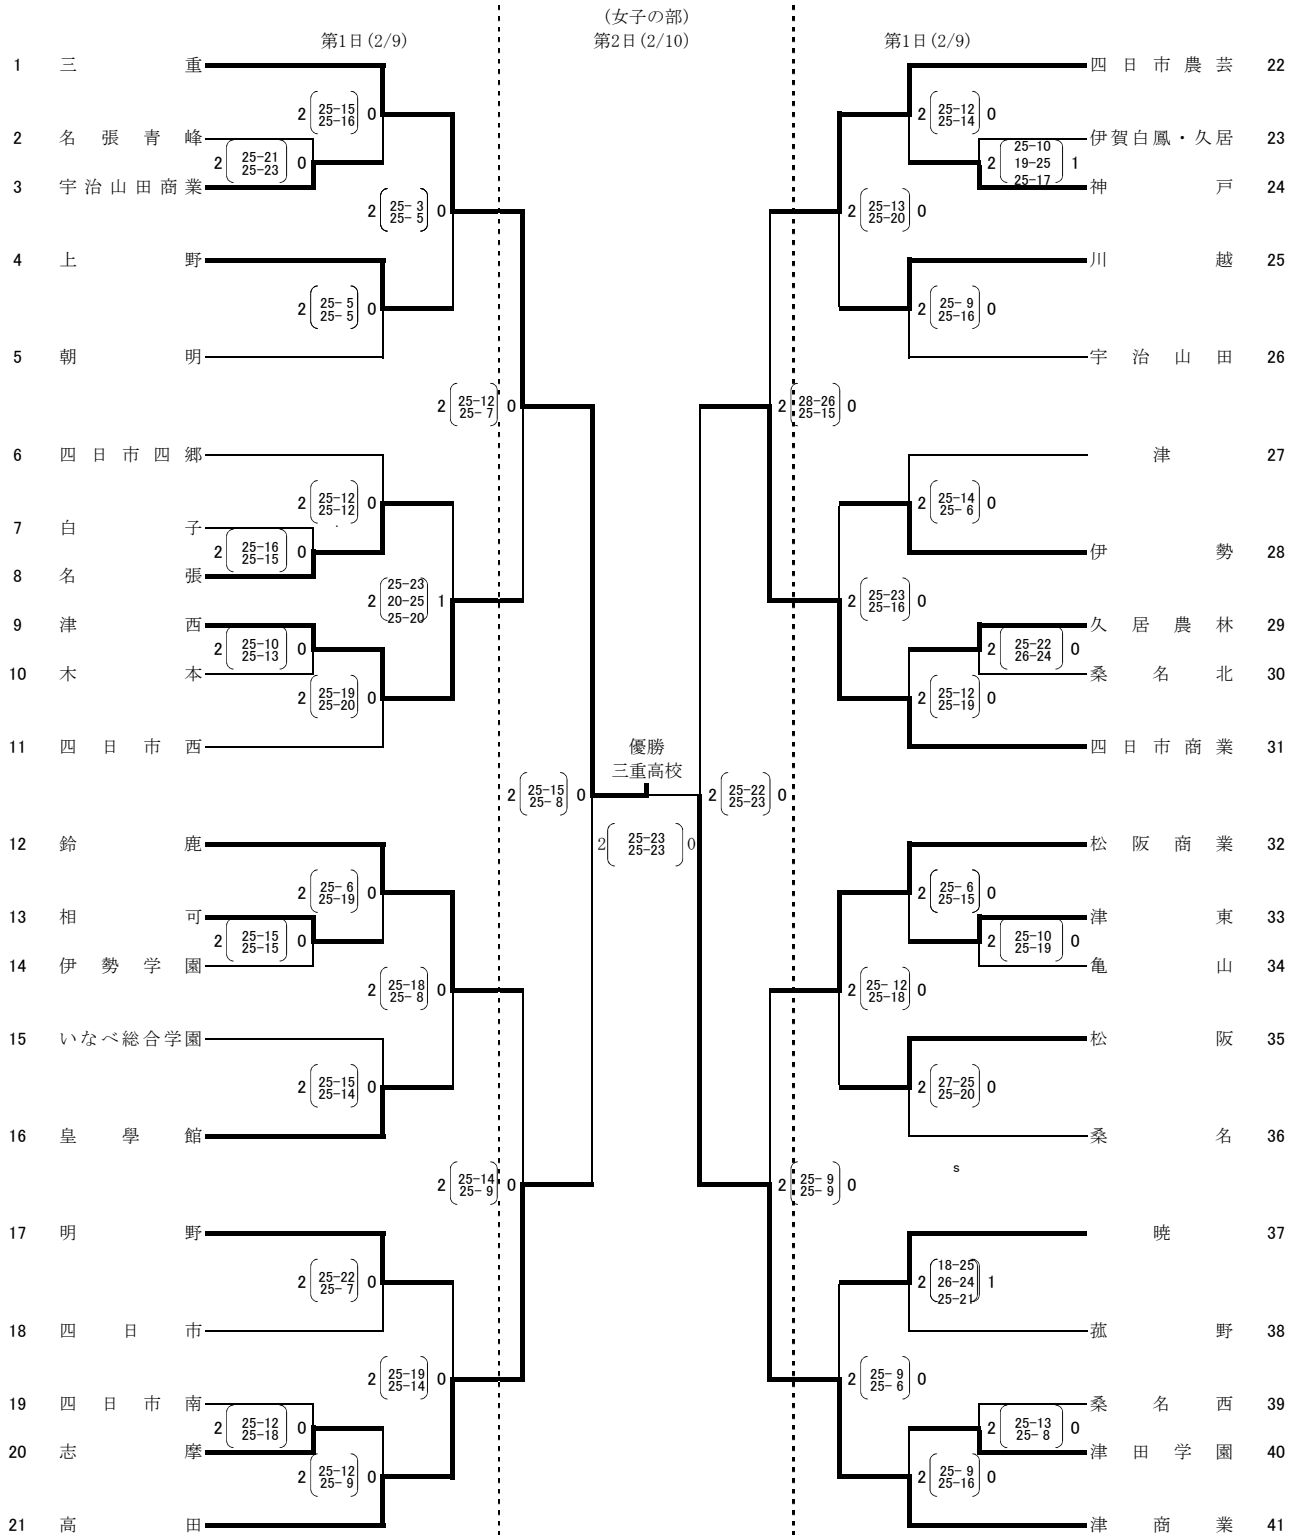 (女子の部)
第1日(2/9) 第2日(2/10) 第1日(2/9)
1 三重
2 (25-15 25-16) 0
2 名張青峰
2 (25-21 25-23) 0
3 宇治山田商業
2 (25- 3 25- 5) 0
4 上野
2 (25- 5 25- 5) 0
5 朝明
2 (25-12 25- 7) 0
6 四日市四郷
2 (25-12 25-12) 0
7 白子
2 (25-16 25-15) 0
8 名張
2 (25-23 20-25 25-20) 1
9 津西
2 (25-10 25-13) 0
10 木本
2 (25-19 25-20) 0
11 四日市西
2 (25-15 25- 8) 0
12 鈴鹿
2 (25- 6 25-19) 0
13 相可
2 (25-15 25-15) 0
14 伊勢学園
2 (25-18 25- 8) 0
15 いなべ総合学園
2 (25-15 25-14) 0
16 皇學館
2 (25-14 25- 9) 0
17 明野
2 (25-22 25- 7) 0
18 四日市
2 (25-19 25-14) 0
19 四日市南
2 (25-12 25-18) 0
20 志摩
2 (25-12 25- 9) 0
21 高田
優勝
三重高校
2 (25-23 25-23) 0
四日市農芸 22
2 (25-12 25-14) 0
伊賀白鳳・久居 23
2 (25-10 19-25 25-17) 1
神戸 24
2 (25-13 25-20) 0
川越 25
2 (25- 9 25-16) 0
宇治山田 26
2 (28-26 25-15) 0
津 27
2 (25-14 25- 6) 0
伊勢 28
2 (25-23 25-16) 0
久居農林 29
2 (25-22 26-24) 0
桑名北 30
2 (25-12 25-19) 0
四日市商業 31
2 (25-22 25-23) 0
松阪商業 32
2 (25- 6 25-15) 0
津東 33
2 (25-10 25-19) 0
亀山 34
2 (25- 12 25-18) 0
松阪 35
2 (27-25 25-20) 0
桑名 36
s
2 (25- 9 25- 9) 0
暁 37
2 (18-25 26-24 25-21) 1
菰野 38
2 (25- 9 25- 6) 0
桑名西 39
2 (25-13 25- 8) 0
津田学園 40
2 (25- 9 25-16) 0
津商業 41